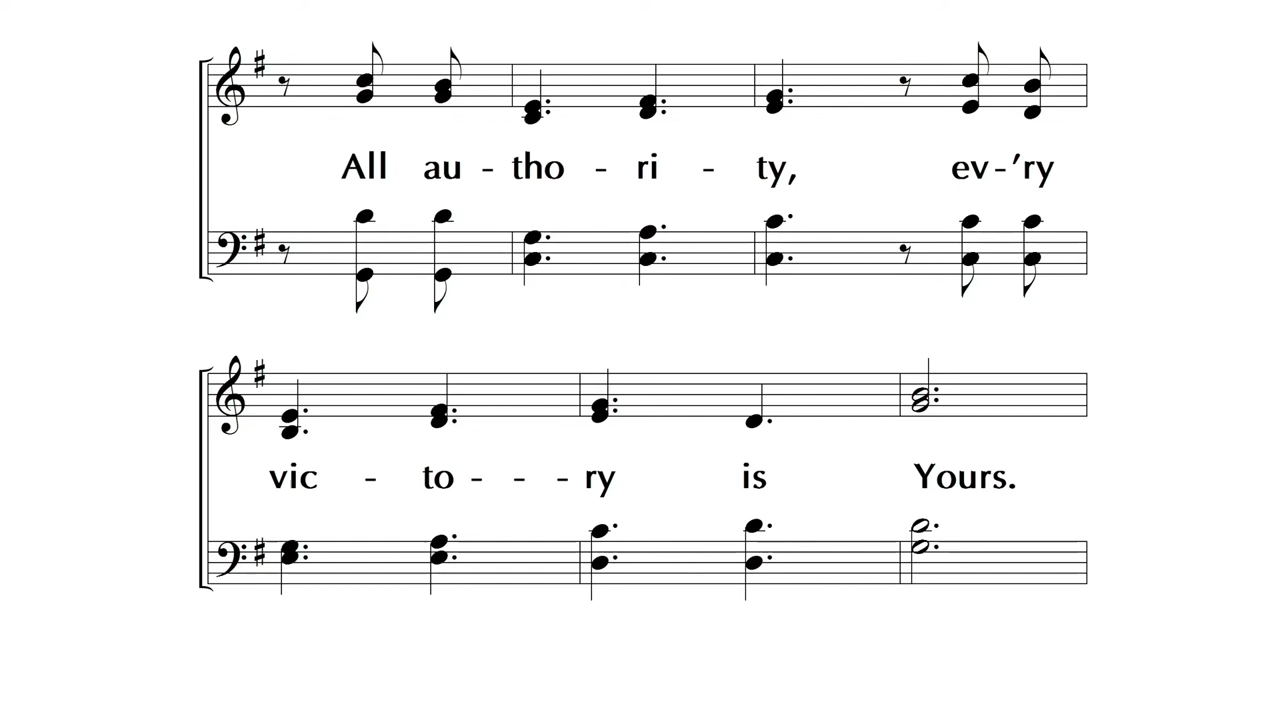 All au - tho - ri - ty, ev-’ry
vic - to - - - ry is Yours.